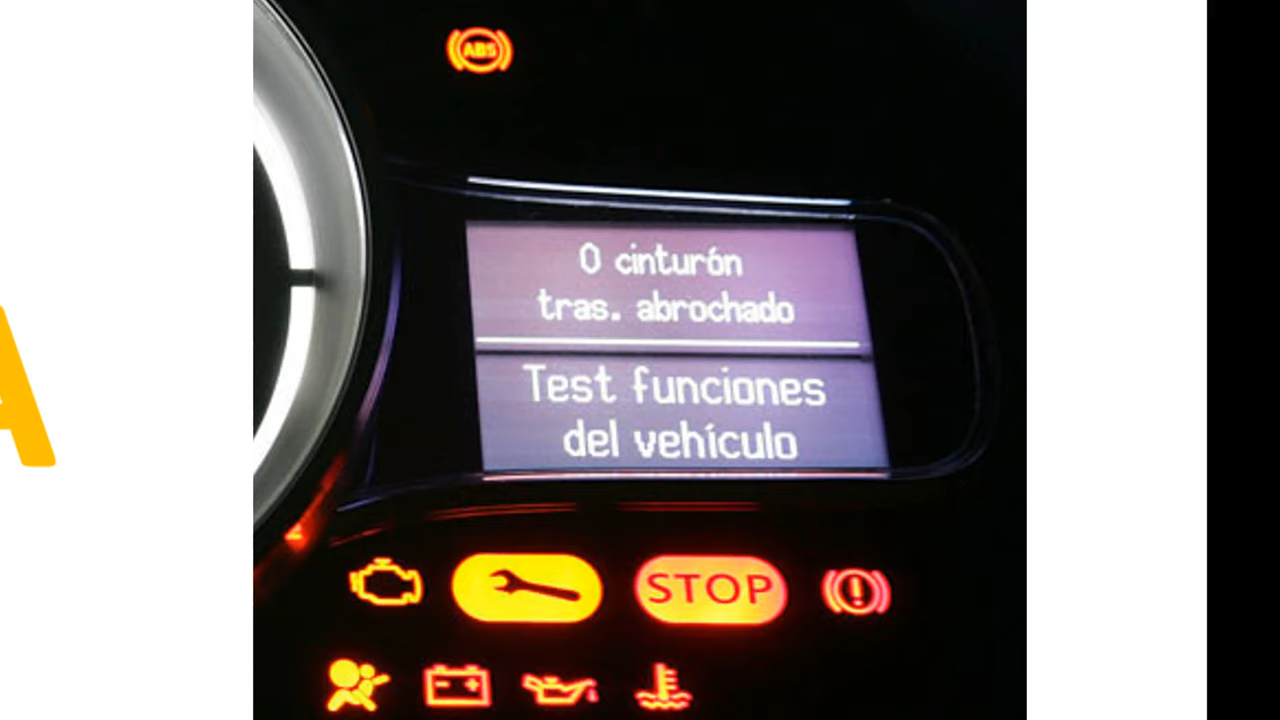 A
ABS
0 cinturón
tras. abrochado
Test funciones
del vehículo
STOP